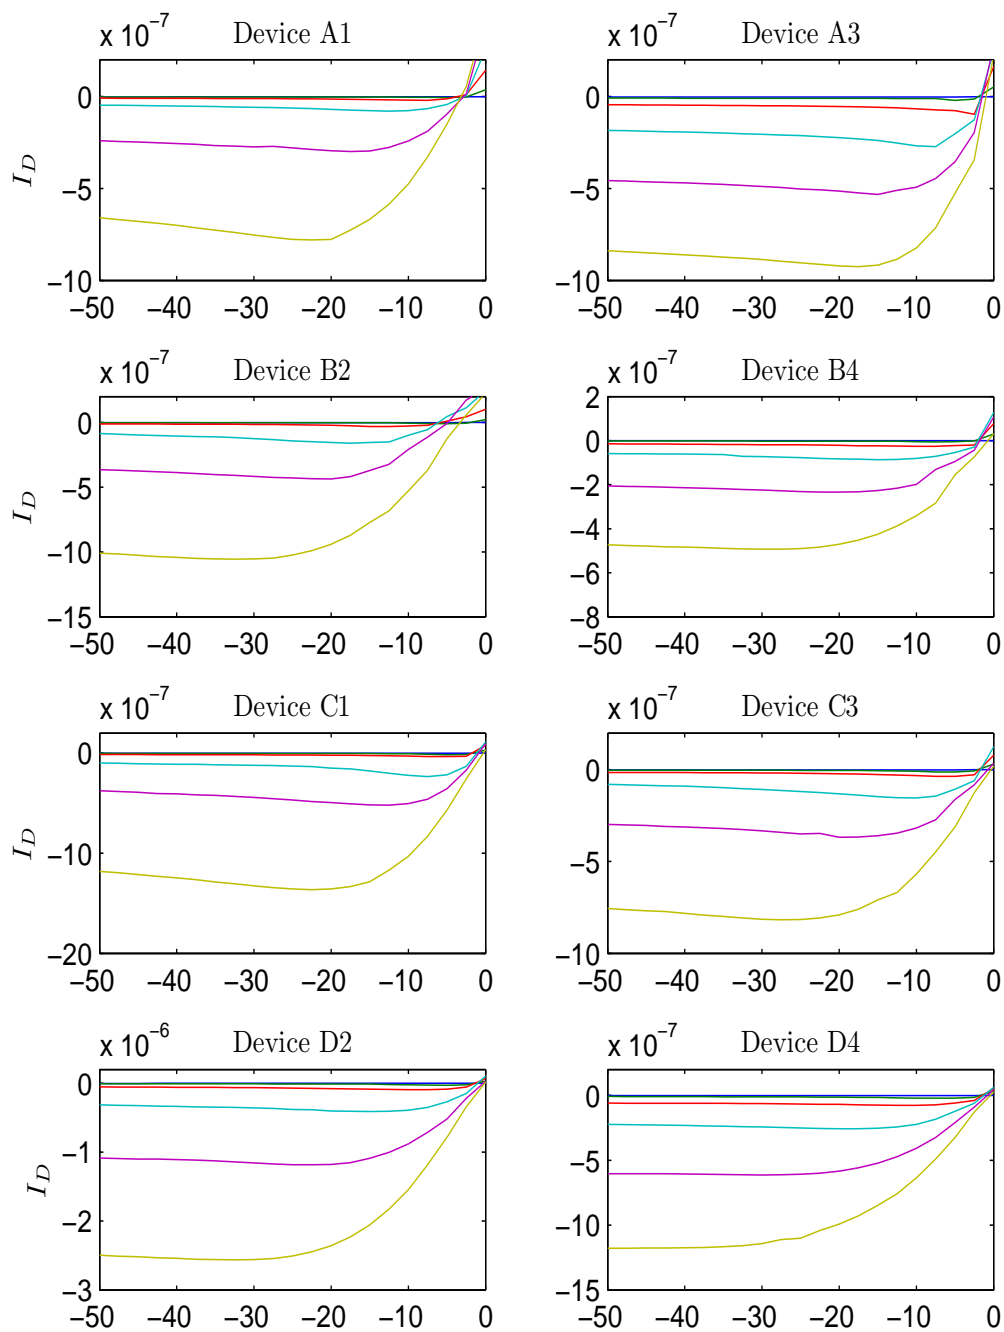 x 10⁻⁷ Device A1
0
−5
−10
I_D
−50 −40 −30 −20 −10 0
x 10⁻⁷ Device A3
0
−5
−10
−50 −40 −30 −20 −10 0
x 10⁻⁷ Device B2
0
−5
−10
−15
I_D
−50 −40 −30 −20 −10 0
x 10⁻⁷ Device B4
2
0
−2
−4
−6
−8
−50 −40 −30 −20 −10 0
x 10⁻⁷ Device C1
0
−10
−20
I_D
−50 −40 −30 −20 −10 0
x 10⁻⁷ Device C3
0
−5
−10
−50 −40 −30 −20 −10 0
x 10⁻⁶ Device D2
0
−1
−2
−3
I_D
−50 −40 −30 −20 −10 0
x 10⁻⁷ Device D4
0
−5
−10
−15
−50 −40 −30 −20 −10 0